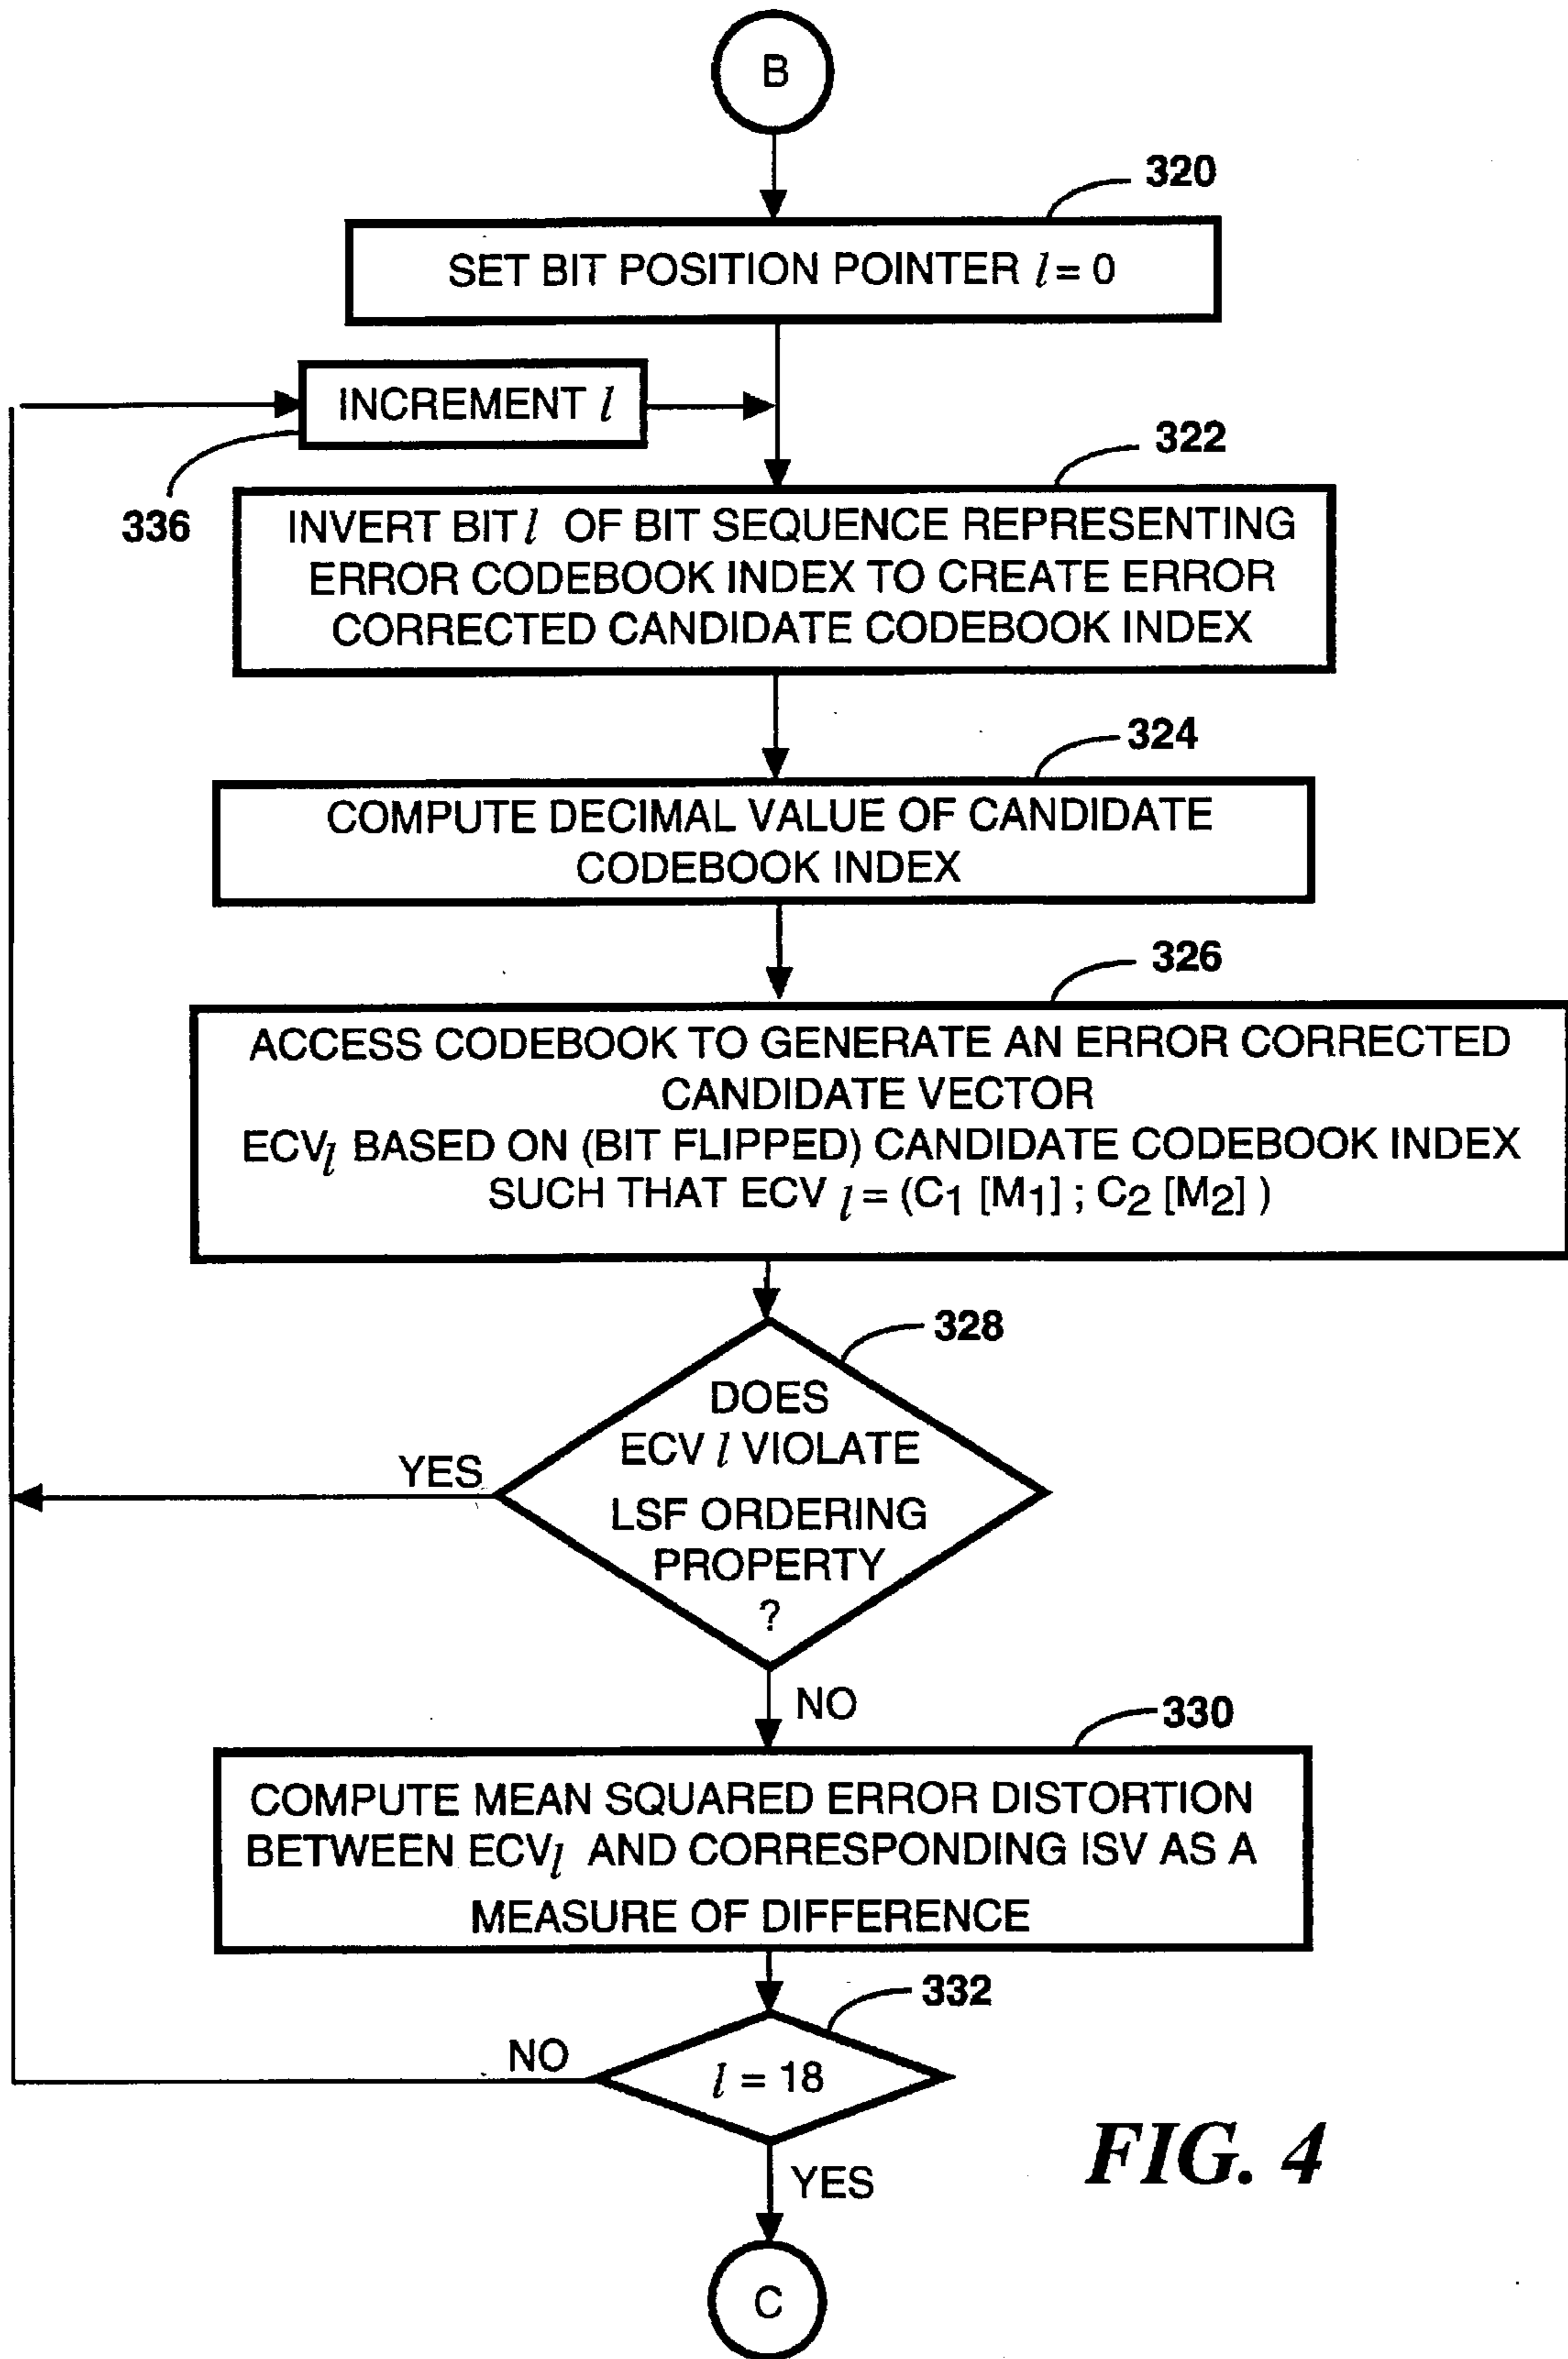 B
320
SET BIT POSITION POINTER l = 0
INCREMENT l
336
322
INVERT BIT l OF BIT SEQUENCE REPRESENTING
ERROR CODEBOOK INDEX TO CREATE ERROR
CORRECTED CANDIDATE CODEBOOK INDEX
324
COMPUTE DECIMAL VALUE OF CANDIDATE
CODEBOOK INDEX
326
ACCESS CODEBOOK TO GENERATE AN ERROR CORRECTED
CANDIDATE VECTOR
ECVl BASED ON (BIT FLIPPED) CANDIDATE CODEBOOK INDEX
SUCH THAT ECV l = (C1 [M1] ; C2 [M2] )
328
DOES
ECV l VIOLATE
LSF ORDERING
PROPERTY
?
YES
NO
330
COMPUTE MEAN SQUARED ERROR DISTORTION
BETWEEN ECVl AND CORRESPONDING ISV AS A
MEASURE OF DIFFERENCE
332
NO
l = 18
YES
FIG. 4
C